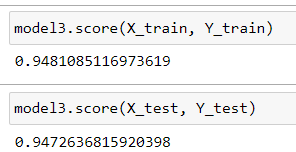 model3.score(X_train, Y_train)
0.9481085116973619
model3.score(X_test, Y_test)
0.9472636815920398